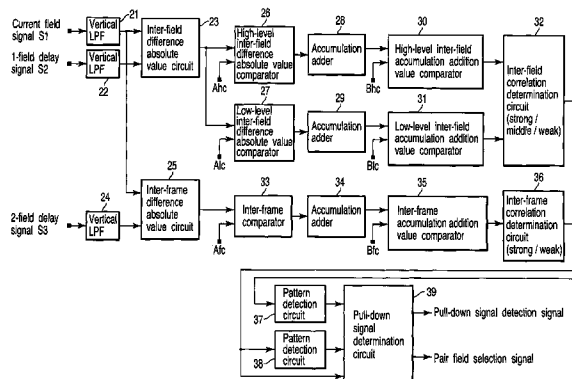 Current field
signal S1
21
Vertical
LPF
1-field delay
signal S2
Vertical
LPF
22
23
Inter-field
difference
absolute
value circuit
26
High-level
inter-field
difference
absolute value
comparator
Ahc
28
Accumulation
adder
30
High-level inter-field
accumulation addition
value comparator
Bhc
32
Inter-field
correlation
determination
circuit
(strong /
middle / weak)
27
Low-level
inter-field
difference
absolute value
comparator
Alc
29
Accumulation
adder
31
Low-level inter-field
accumulation addition
value comparator
Blc
2-field delay
signal S3
24
Vertical
LPF
25
Inter-frame
difference
absolute
value circuit
33
Inter-frame
comparator
Afc
34
Accumulation
adder
35
Inter-frame
accumulation addition
value comparator
Bfc
36
Inter-frame
correlation
determination
circuit
(strong / weak)
Pattern
detection
circuit
37
Pattern
detection
circuit
38
39
Pull-down
signal
determination
circuit
Pull-down signal detection signal
Pair field selection signal